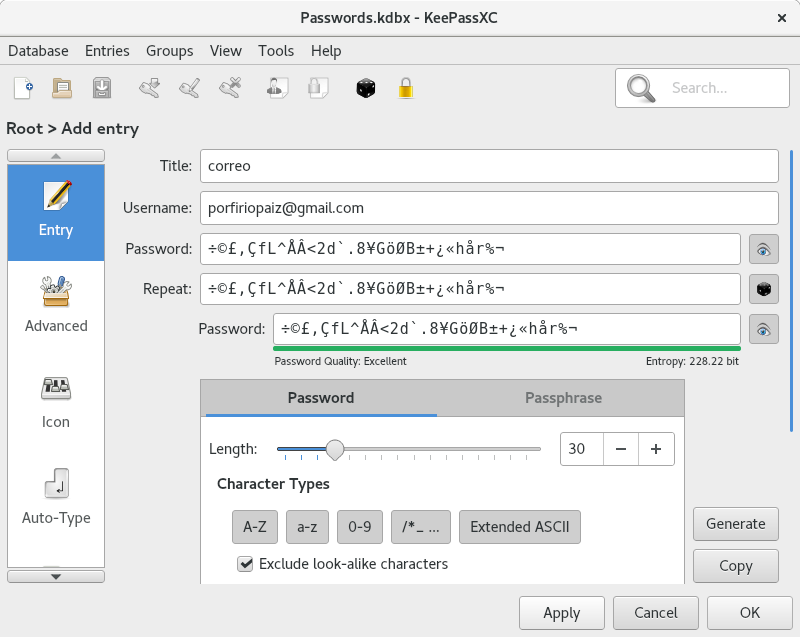 Passwords.kdbx - KeePassXC
Database Entries Groups View Tools Help
Search...
Root > Add entry
Entry
Advanced
Icon
Auto-Type
Title: correo
Username: porfiriopaiz@gmail.com
Password: ÷©£,ÇfL^ÅÂ<2d`.8¥GöØB±+¿«hår%¬
Repeat: ÷©£,ÇfL^ÅÂ<2d`.8¥GöØB±+¿«hår%¬
Password: ÷©£,ÇfL^ÅÂ<2d`.8¥GöØB±+¿«hår%¬
Password Quality: Excellent Entropy: 228.22 bit
Password Passphrase
Length: 30
Character Types
A-Z a-z 0-9 /*_ ... Extended ASCII
Exclude look-alike characters
Generate
Copy
Apply Cancel OK